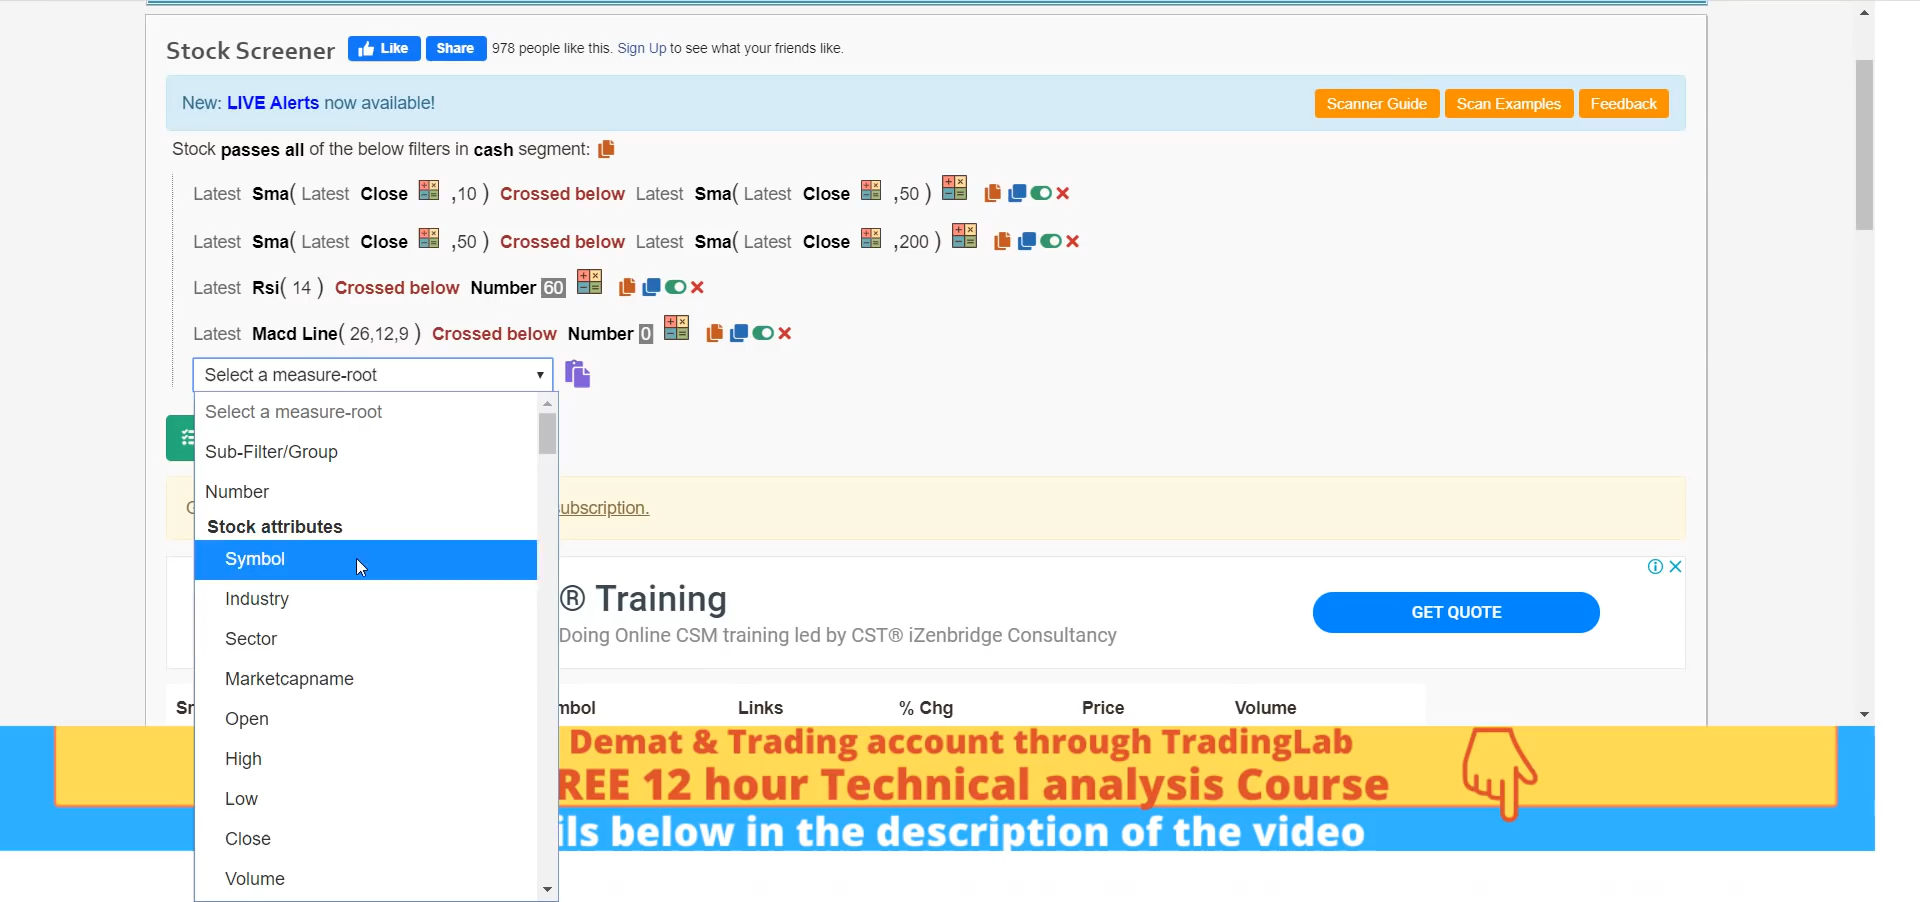 Stock Screener Like Share 978 people like this. Sign Up to see what your friends like.
New: LIVE Alerts now available! Scanner Guide Scan Examples Feedback
Stock passes all of the below filters in cash segment:
Latest Sma( Latest Close ,10 ) Crossed below Latest Sma( Latest Close ,50 )
Latest Sma( Latest Close ,50 ) Crossed below Latest Sma( Latest Close ,200 )
Latest Rsi( 14 ) Crossed below Number 60
Latest Macd Line( 26,12,9 ) Crossed below Number 0
Select a measure-root
Select a measure-root
Sub-Filter/Group
Number
ubscription.
Stock attributes
Symbol
Industry
Sector
Marketcapname
Open
High
Low
Close
Volume
® Training
Doing Online CSM training led by CST® iZenbridge Consultancy
GET QUOTE
Sr mbol Links % Chg Price Volume
Demat & Trading account through TradingLab
REE 12 hour Technical analysis Course
ils below in the description of the video